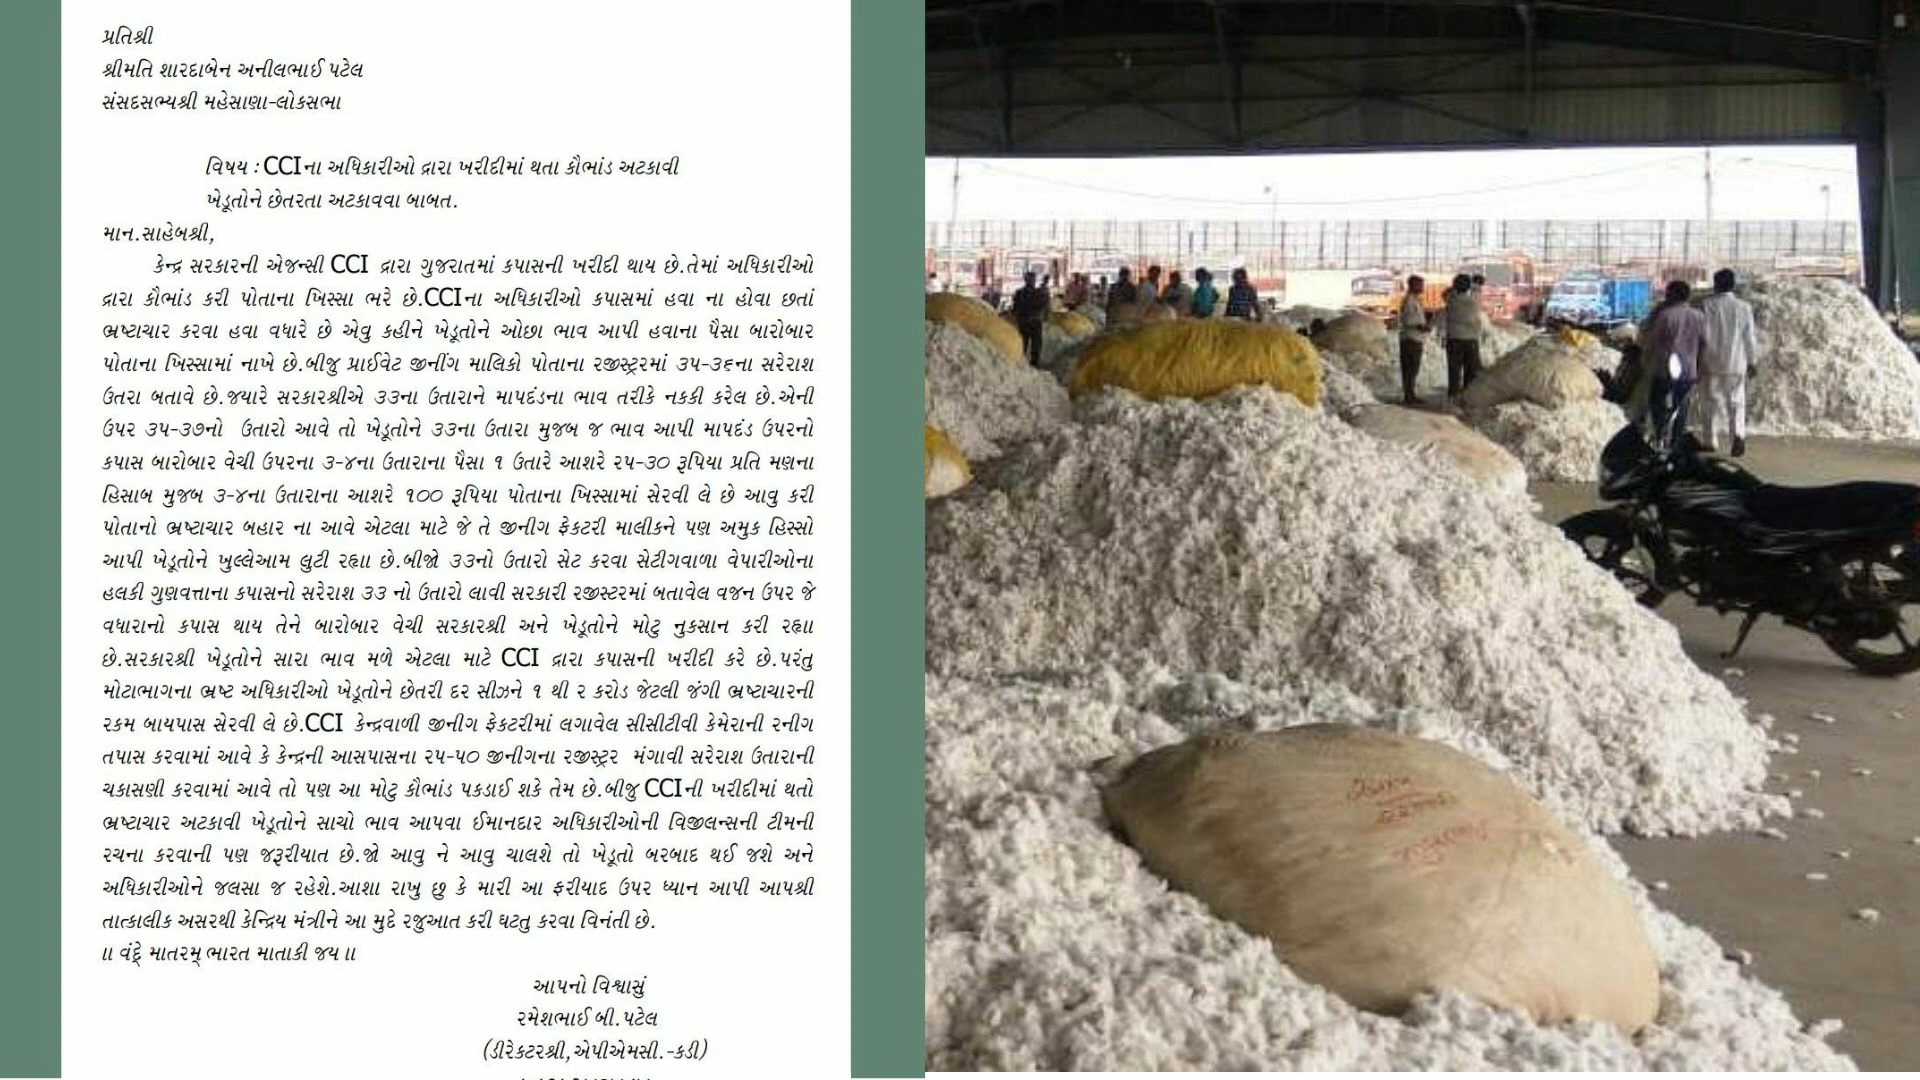 પ્રતિશ્રી
શ્રીમતિ શારદાબેન અનીલભાઈ પટેલ
સંસદસભ્યશ્રી મહેસાણા-લોકસભા
વિષય : CCIના અધિકારીઓ દ્રારા ખરીદીમાં થતા કૌભાંડ અટકાવી
ખેડૂતોને છેતરતા અટકાવવા બાબત.
માન.સાહેબશ્રી,
કેન્દ્ર સરકારની એજન્સી CCI દ્રારા ગુજરાતમાં કપાસની ખરીદી થાય છે.તેમાં અધિકારીઓ
દ્રારા કૌભાંડ કરી પોતાના ખિસ્સા ભરે છે.CCIના અધિકારીઓ કપાસમાં હવા ના હોવા છતાં
ભ્રષ્ટાચાર કરવા હવા વધારે છે એવુ કહીને ખેડૂતોને ઓછા ભાવ આપી હવાના પૈસા બારોબાર
પોતાના ખિસ્સામાં નાખે છે.બીજુ પ્રાઈવેટ જીનીંગ માલિકો પોતાના રજીસ્ટ્રરમાં ૩૫-૩૬ના સરેરાશ
ઉતરા બતાવે છે.જયારે સરકારશ્રીએ ૩૩ના ઉતારાને માપદંડના ભાવ તરીકે નકકી કરેલ છે.એની
ઉપર ૩૫-૩૭નો ઉતારો આવે તો ખેડૂતોને ૩૩ના ઉતારા મુજબ જ ભાવ આપી માપદંડ ઉપરનો
કપાસ બારોબાર વેચી ઉપરના ૩-૪ના ઉતારાના પૈસા ૧ ઉતારે આશરે ૨૫-૩૦ રૂપિયા પ્રતિ મણના
હિસાબ મુજબ ૩-૪ના ઉતારાના આશરે ૧૦૦ રૂપિયા પોતાના ખિસ્સામાં સેરવી લે છે આવુ કરી
પોતાનો ભ્રષ્ટાચાર બહાર ના આવે એટલા માટે જે તે જીનીગ ફેકટરી માલીકને પણ અમુક હિસ્સો
આપી ખેડૂતોને ખુલ્લેઆમ લુટી રહ્યા છે.બીજો ૩૩નો ઉતારો સેટ કરવા સેટીગવાળા વેપારીઓના
હલકી ગુણવત્તાના કપાસનો સરેરાશ ૩૩ નો ઉતારો લાવી સરકારી રજીસ્ટરમાં બતાવેલ વજન ઉપર જે
વધારાનો કપાસ થાય તેને બારોબાર વેચી સરકારશ્રી અને ખેડૂતોને મોટુ નુકસાન કરી રહ્યા
છે.સરકારશ્રી ખેડૂતોને સારા ભાવ મળે એટલા માટે CCI દ્રારા કપાસની ખરીદી કરે છે.પરંતુ
મોટાભાગના ભ્રષ્ટ અધિકારીઓ ખેડૂતોને છેતરી દર સીઝને ૧ થી ૨ કરોડ જેટલી જંગી ભ્રષ્ટાચારની
રકમ બાયપાસ સેરવી લે છે.CCI કેન્દ્રવાળી જીનીગ ફેકટરીમાં લગાવેલ સીસીટીવી કેમેરાની રનીગ
તપાસ કરવામાં આવે કે કેન્દ્રની આસપાસના ૨૫-૫૦ જીનીગના રજીસ્ટ્રર મંગાવી સરેરાશ ઉતારાની
ચકાસણી કરવામાં આવે તો પણ આ મોટુ કૌભાંડ પકડાઈ શકે તેમ છે.બીજુ CCIની ખરીદીમાં થતો
ભ્રષ્ટાચાર અટકાવી ખેડૂતોને સાચો ભાવ આપવા ઈમાનદાર અધિકારીઓની વિજીલન્સની ટીમની
રચના કરવાની પણ જરૂરીયાત છે.જો આવુ ને આવુ ચાલશે તો ખેડૂતો બરબાદ થઈ જશે અને
અધિકારીઓને જલસા જ રહેશે.આશા રાખુ છુ કે મારી આ ફરીયાદ ઉપર ધ્યાન આપી આપશ્રી
તાત્કાલીક અસરથી કેન્દ્રિય મંત્રીને આ મુદ્દે રજુઆત કરી ઘટતુ કરવા વિનંતી છે.
॥ વંદ્દે માતરમ્ ભારત માતાકી જય ॥
આપનો વિશ્વાસું
રમેશભાઈ બી.પટેલ
(ડીરેકટરશ્રી,એપીએમસી.-કડી)